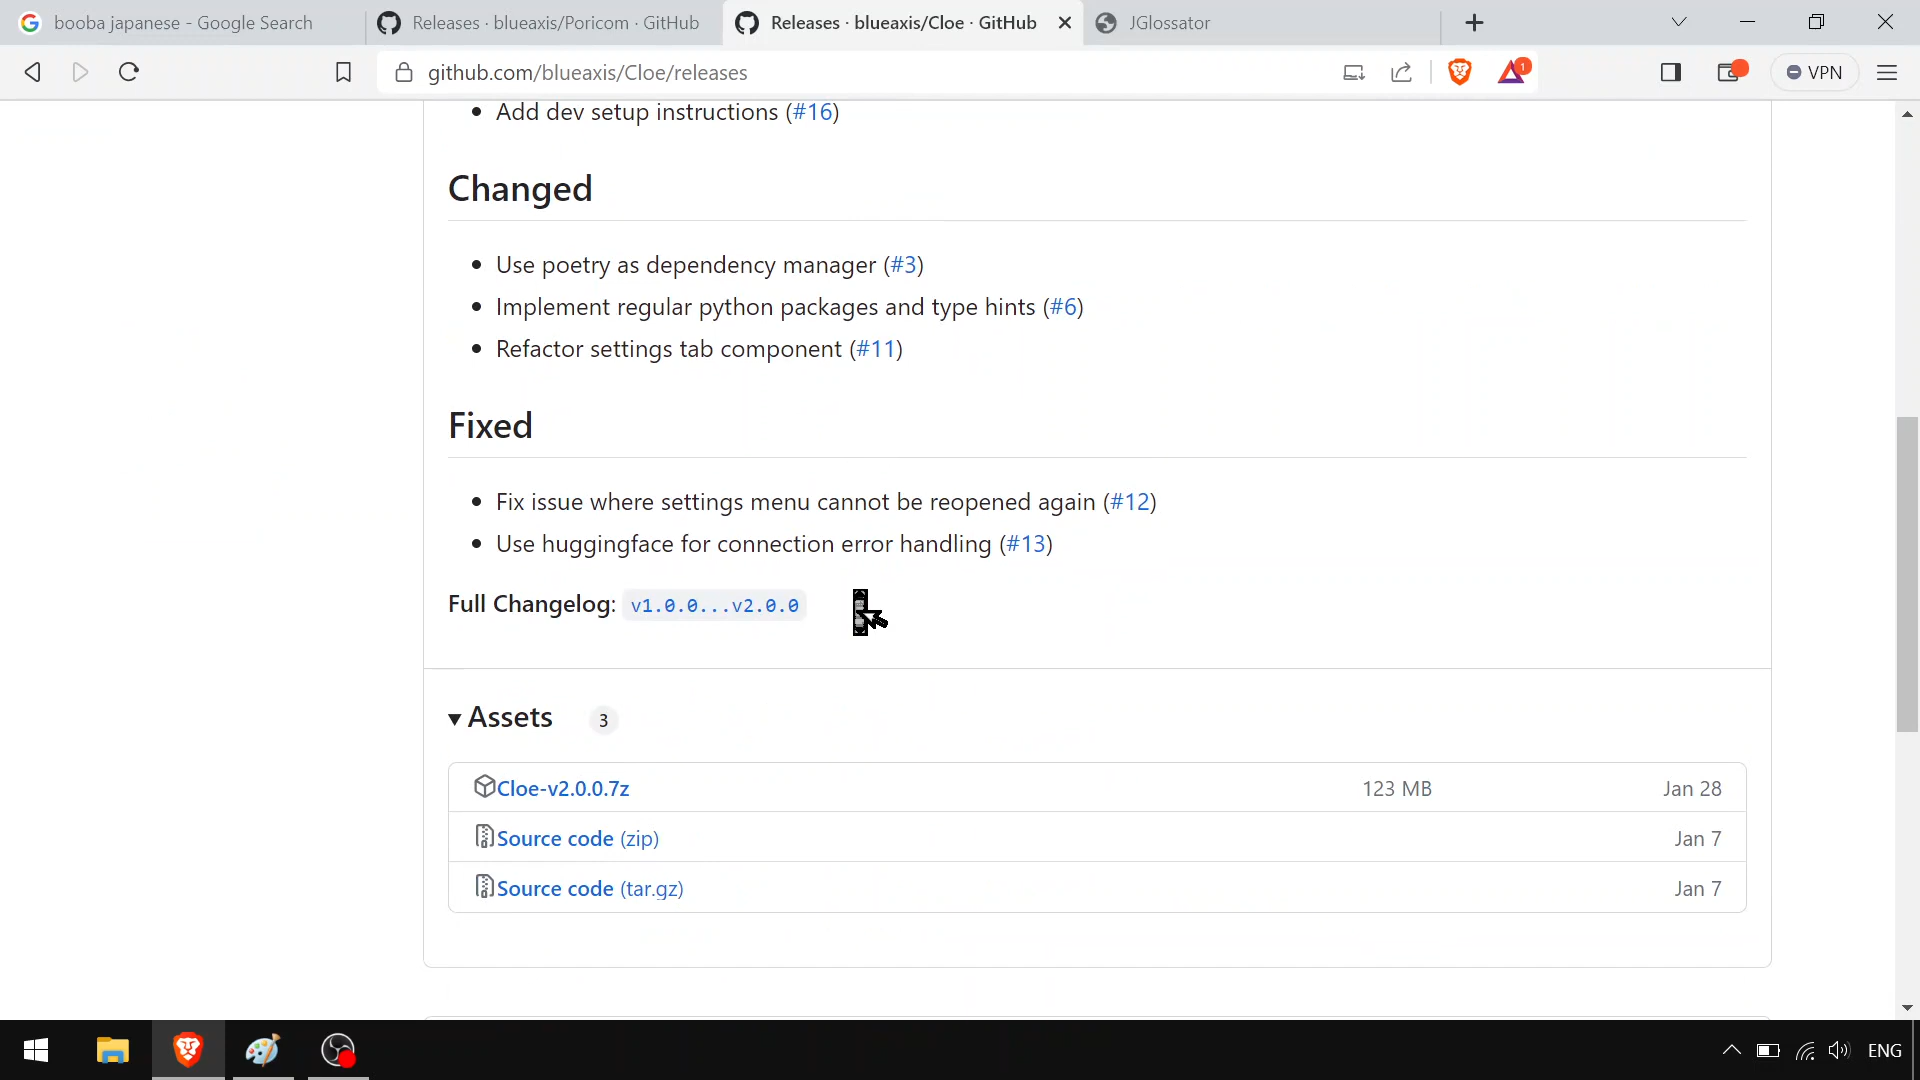 booba japanese - Google Search
Releases · blueaxis/Poricom · GitHub
Releases · blueaxis/Cloe · GitHub
JGlossator
github.com/blueaxis/Cloe/releases
1
VPN
• Add dev setup instructions (#16)
Changed
• Use poetry as dependency manager (#3)
• Implement regular python packages and type hints (#6)
• Refactor settings tab component (#11)
Fixed
• Fix issue where settings menu cannot be reopened again (#12)
• Use huggingface for connection error handling (#13)
Full Changelog: v1.0.0...v2.0.0
Assets 3
Cloe-v2.0.0.7z 123 MB Jan 28
Source code (zip) Jan 7
Source code (tar.gz) Jan 7
ENG